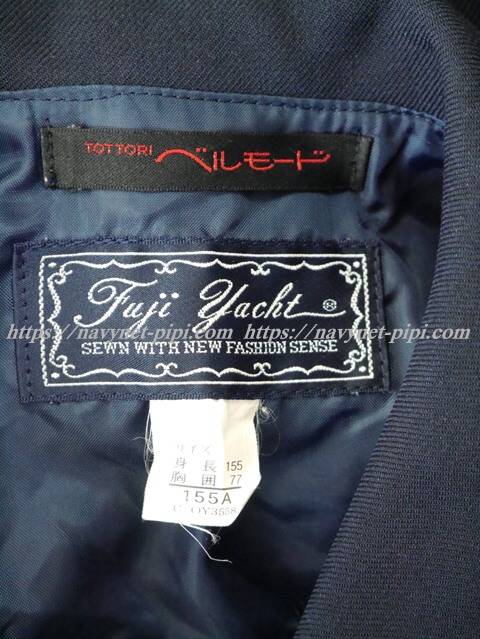 TOTTORI ベルモード
Fuji Yacht ®
https://navynet-pipi.com https://navynet-pipi.com
SEWN WITH NEW FASHION SENSE
サイズ
身長 155
胸囲 77
155A
C-OY3558